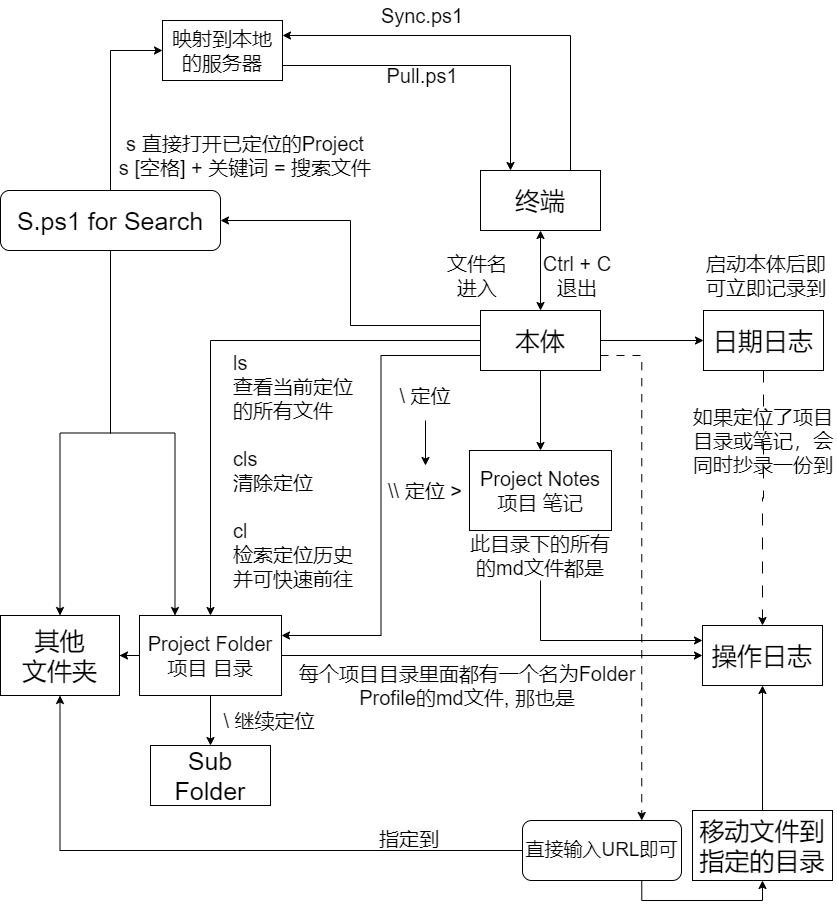 Sync.ps1
映射到本地
的服务器
Pull.ps1
s 直接打开已定位的Project
s [空格] + 关键词 = 搜索文件
终端
S.ps1 for Search
文件名
进入
Ctrl + C
退出
启动本体后即
可立即记录到
本体
日期日志
ls
查看当前定位
的所有文件
\ 定位
如果定位了项目
目录或笔记，会
同时抄录一份到
cls
清除定位
\\ 定位 >
Project Notes
项目 笔记
cl
检索定位历史
并可快速前往
此目录下的所有
的md文件都是
其他
文件夹
Project Folder
项目 目录
操作日志
每个项目目录里面都有一个名为Folder
Profile的md文件, 那也是
\ 继续定位
Sub
Folder
指定到
直接输入URL即可
移动文件到
指定的目录